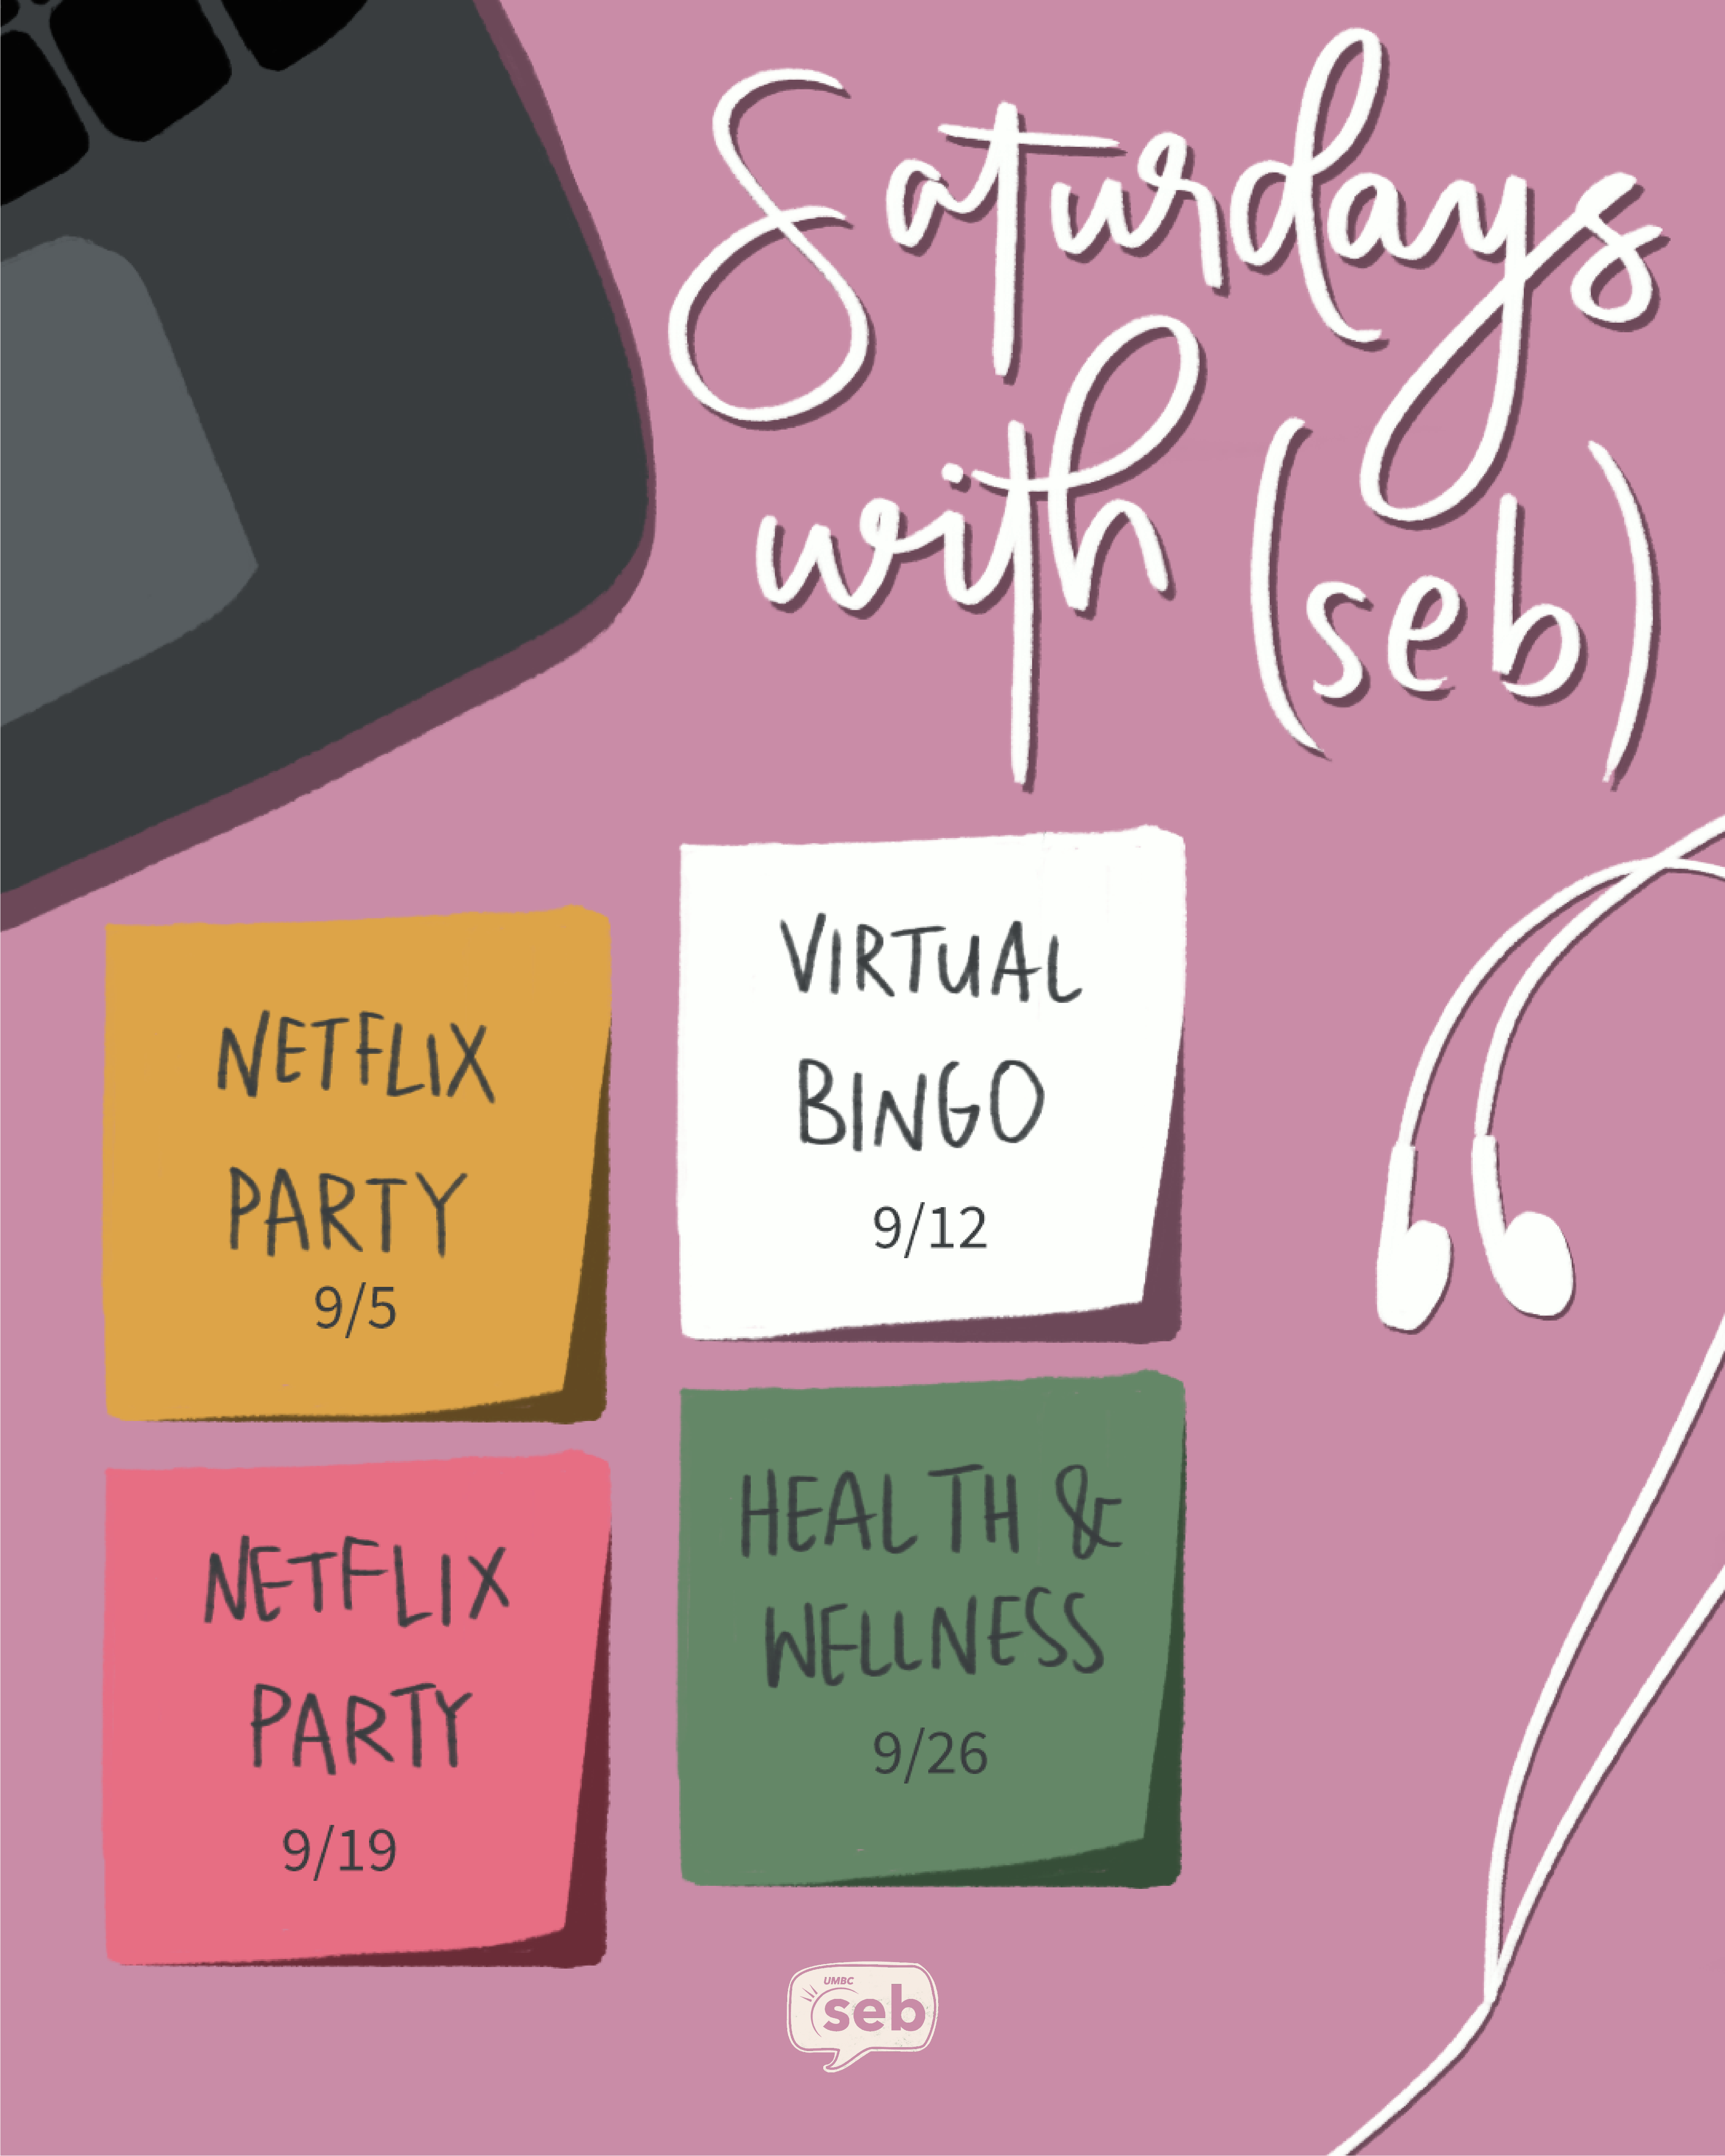 Saturdays
with (seb)
NETFLIX
PARTY
9/5
VIRTUAL
BINGO
9/12
NETFLIX
PARTY
9/19
HEALTH &
WELLNESS
9/26
UMBC
seb